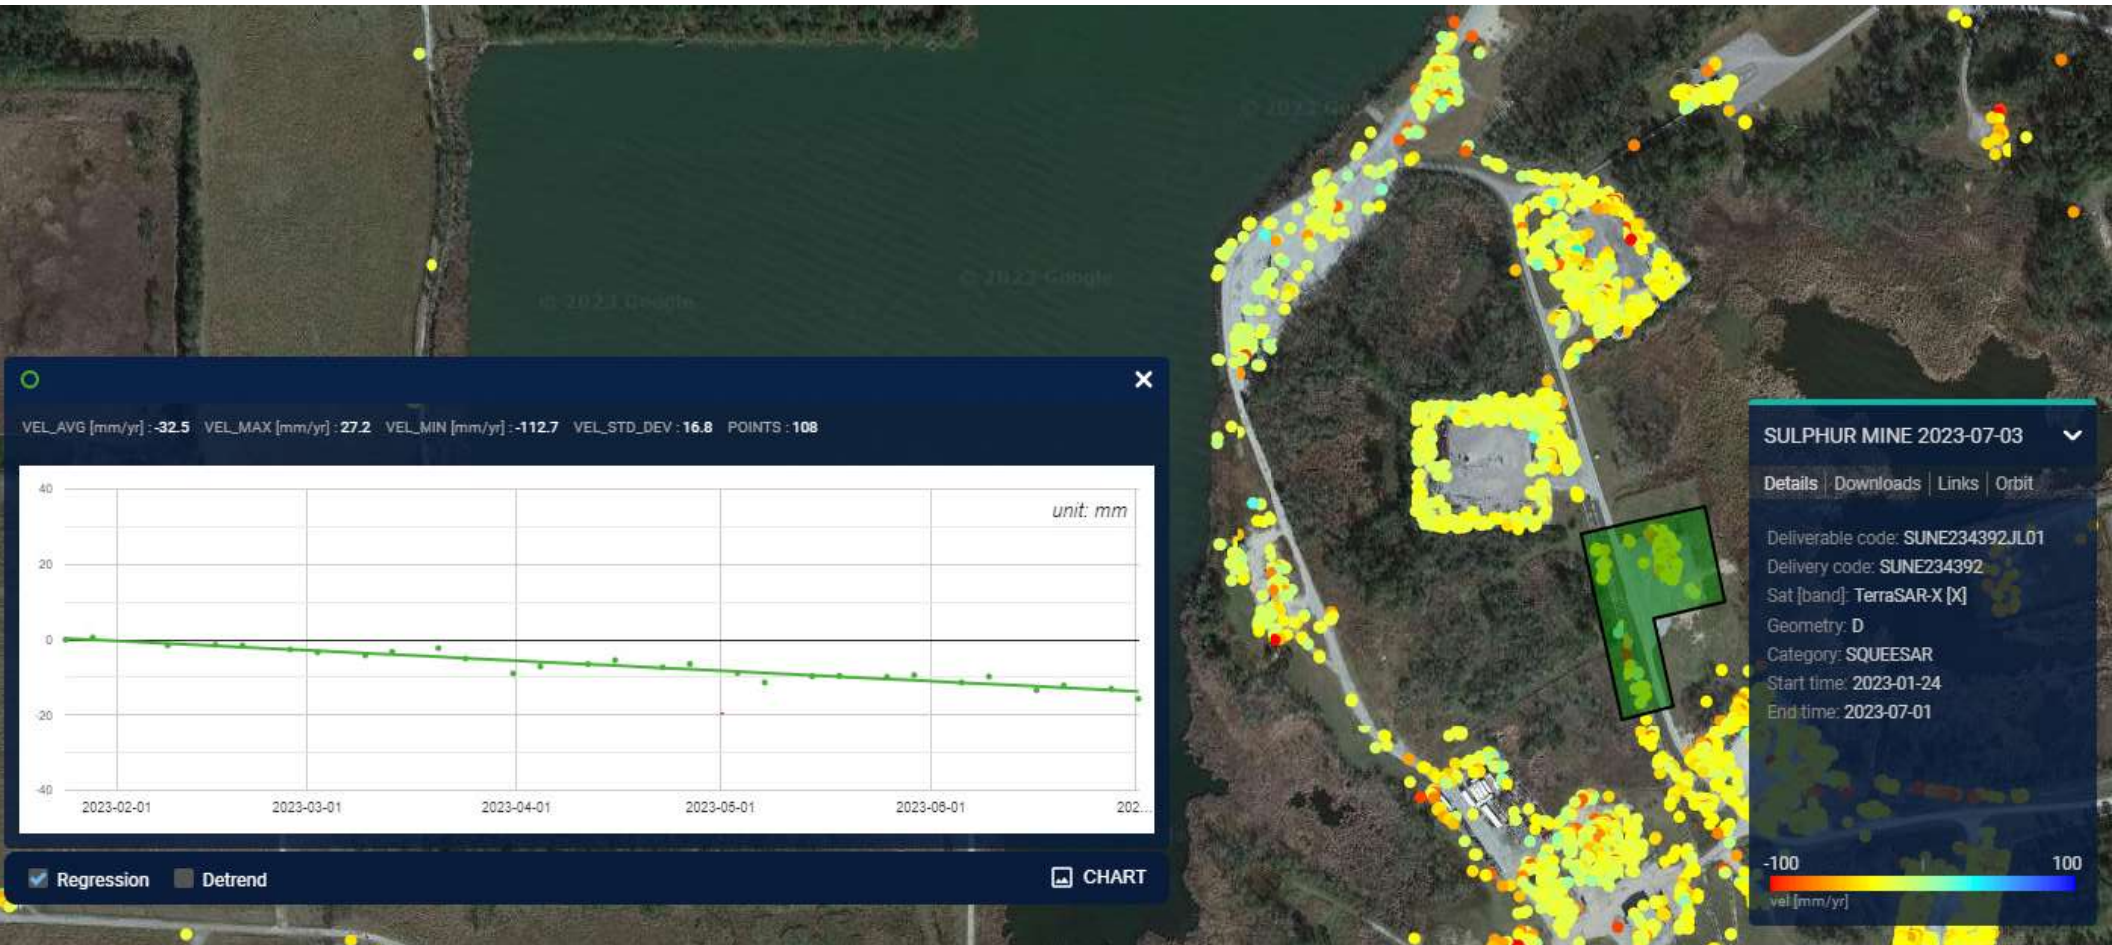 © 2023 Google
© 2023 Google
VEL_AVG [mm/yr] : -32.5 VEL_MAX [mm/yr] : 27.2 VEL_MIN [mm/yr] : -112.7 VEL_STD_DEV : 16.8 POINTS : 108
unit: mm
40
20
0
-20
-40
2023-02-01 2023-03-01 2023-04-01 2023-05-01 2023-06-01 202...
Regression Detrend CHART
SULPHUR MINE 2023-07-03
Details | Downloads | Links | Orbit
Deliverable code: SUNE234392JL01
Delivery code: SUNE234392
Sat [band]: TerraSAR-X [X]
Geometry: D
Category: SQUEESAR
Start time: 2023-01-24
End time: 2023-07-01
-100 100
vel [mm/yr]